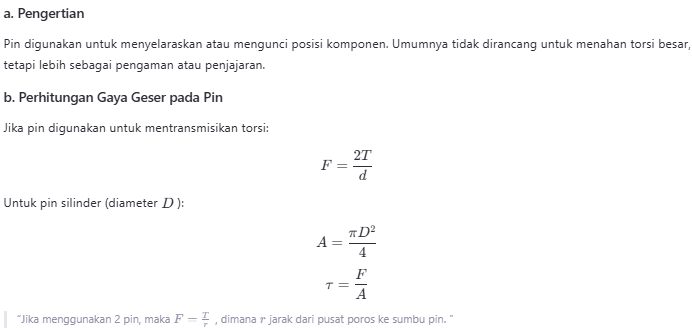 a. Pengertian
Pin digunakan untuk menyelaraskan atau mengunci posisi komponen. Umumnya tidak dirancang untuk menahan torsi besar,
tetapi lebih sebagai pengaman atau penjajaran.
b. Perhitungan Gaya Geser pada Pin
Jika pin digunakan untuk mentransmisikan torsi:
F = \frac{2T}{d}
Untuk pin silinder (diameter D ):
A = \frac{πD^2}{4}
τ = \frac{F}{A}
"Jika menggunakan 2 pin, maka F = \frac{T}{r} , dimana r jarak dari pusat poros ke sumbu pin. "